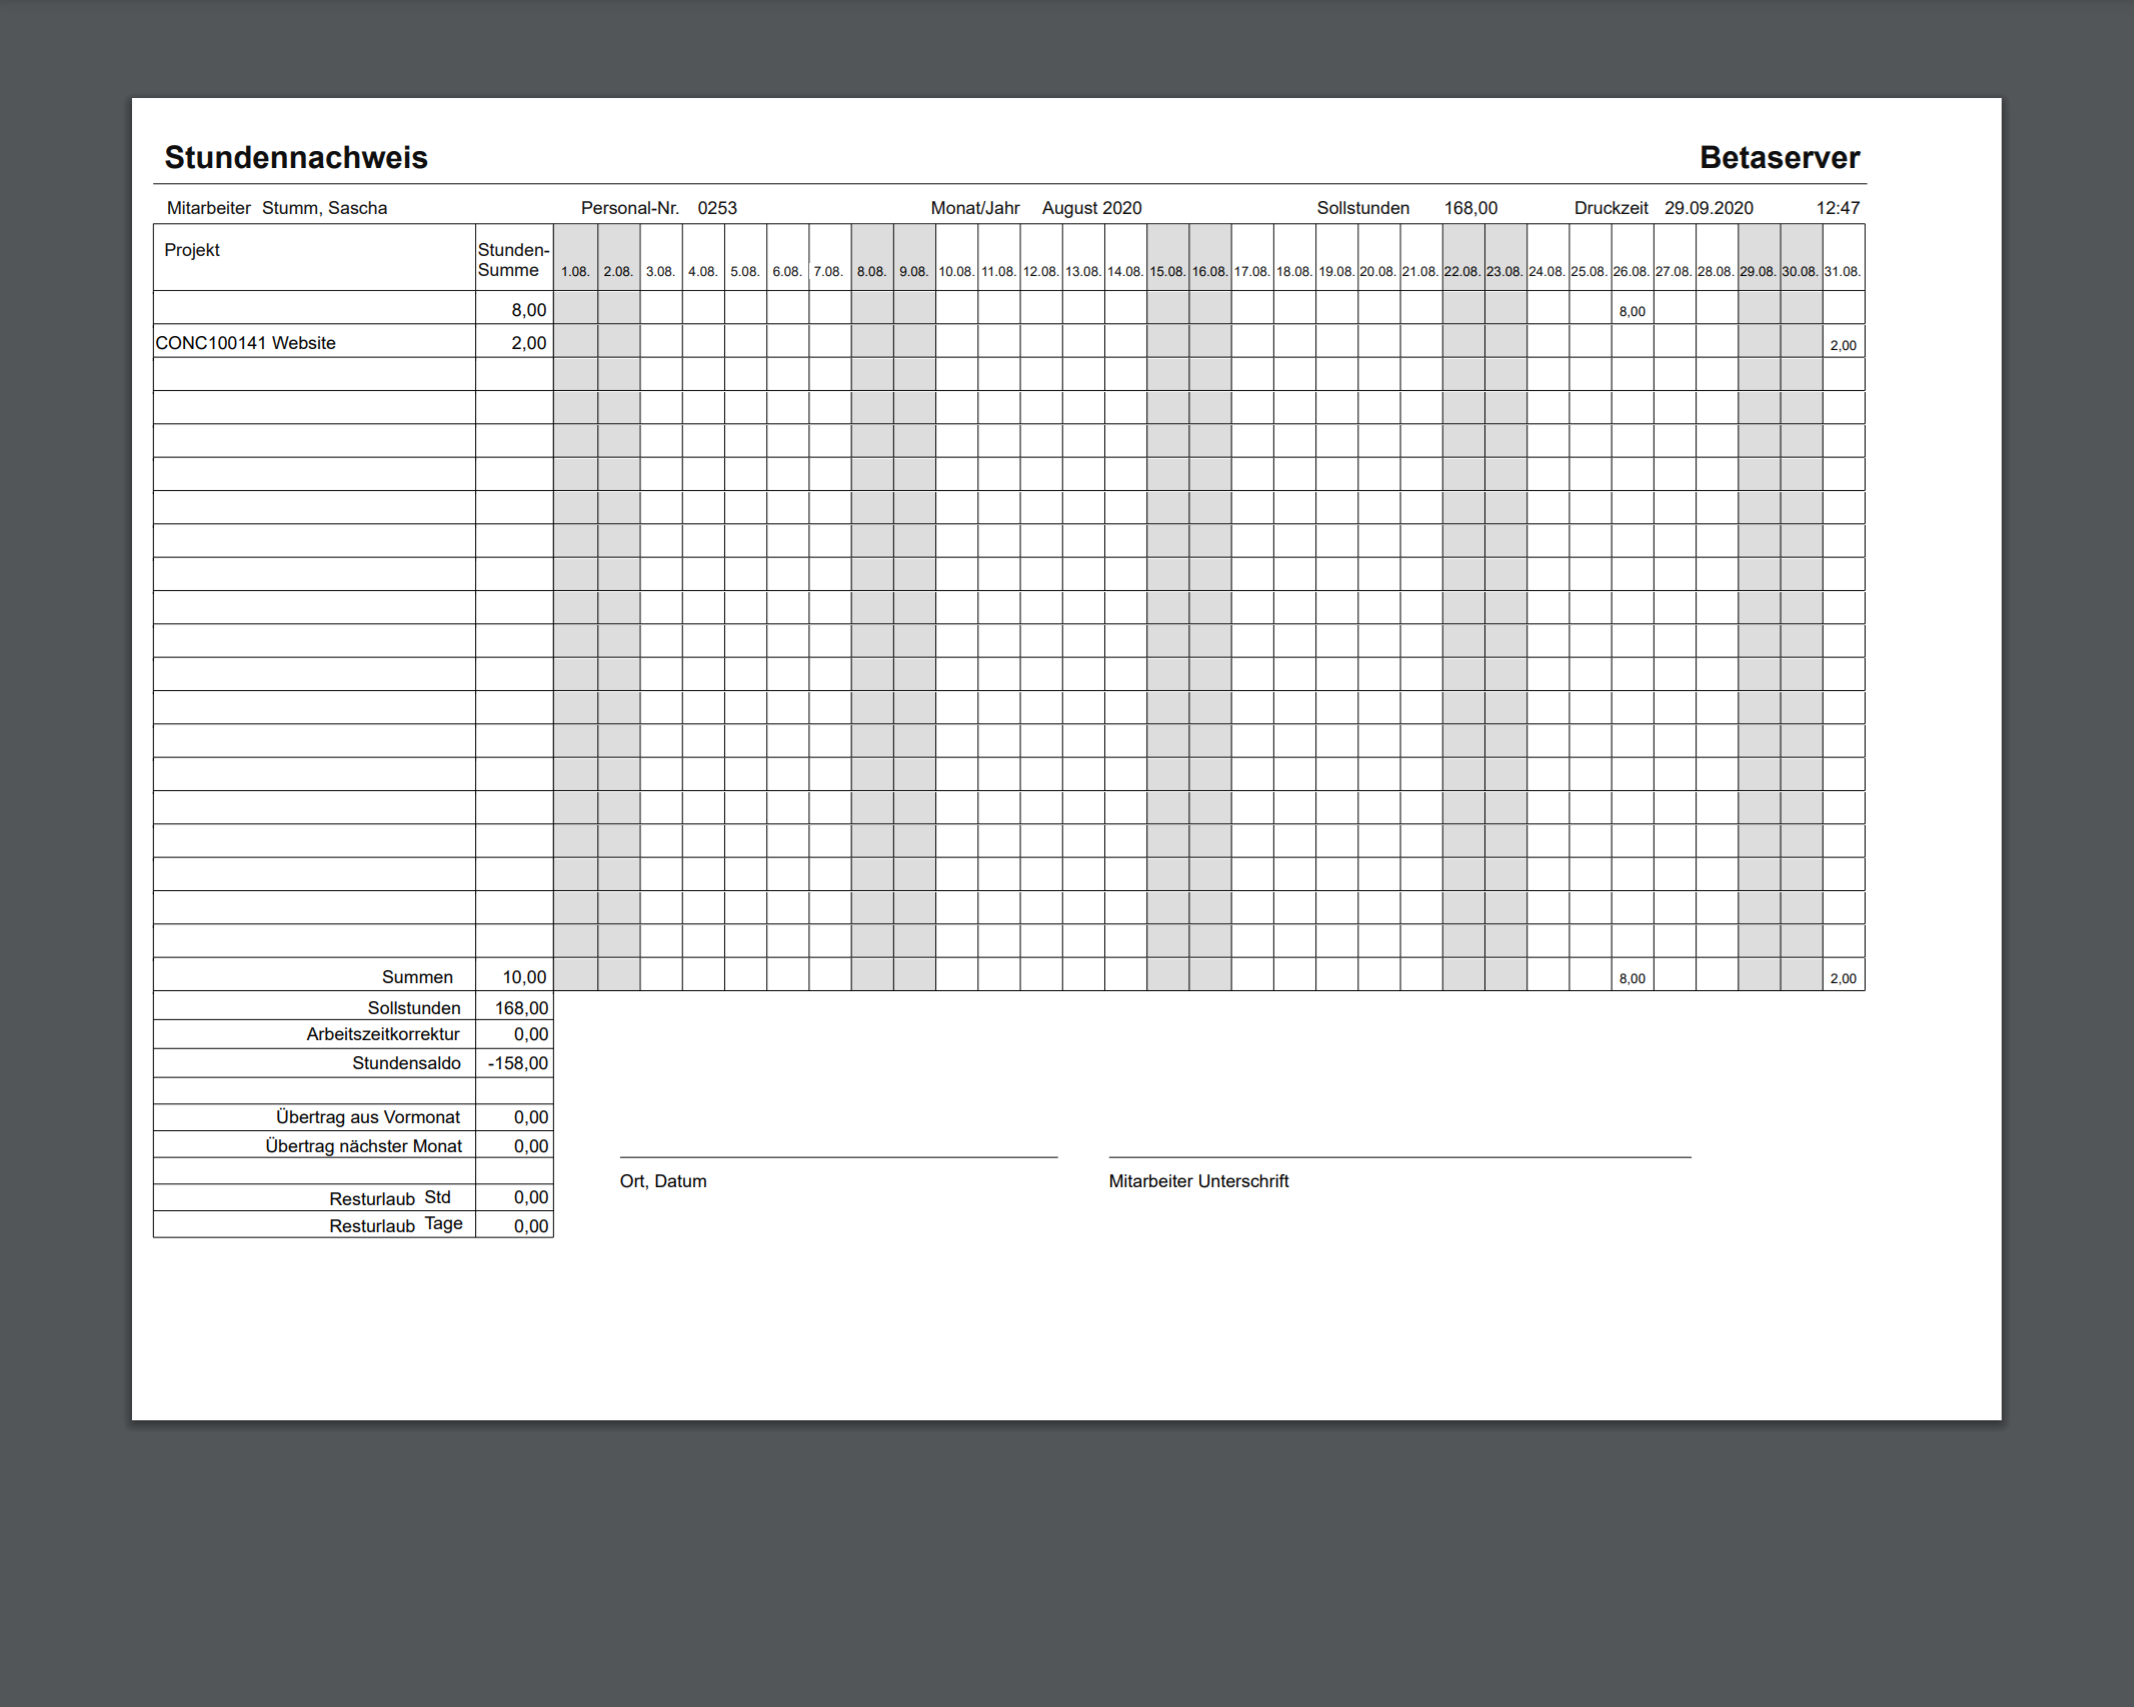 Stundennachweis Betaserver
Mitarbeiter Stumm, Sascha Personal-Nr. 0253 Monat/Jahr August 2020 Sollstunden 168,00 Druckzeit 29.09.2020 12:47
Projekt Stunden-
Summe 1.08. 2.08. 3.08. 4.08. 5.08. 6.08. 7.08. 8.08. 9.08. 10.08. 11.08. 12.08. 13.08. 14.08. 15.08. 16.08. 17.08. 18.08. 19.08. 20.08. 21.08. 22.08. 23.08. 24.08. 25.08. 26.08. 27.08. 28.08. 29.08. 30.08. 31.08.
8,00 8,00
CONC100141 Website 2,00 2,00
Summen 10,00 8,00 2,00
Sollstunden 168,00
Arbeitszeitkorrektur 0,00
Stundensaldo -158,00
Übertrag aus Vormonat 0,00
Übertrag nächster Monat 0,00
Ort, Datum Mitarbeiter Unterschrift
Resturlaub Std 0,00
Resturlaub Tage 0,00